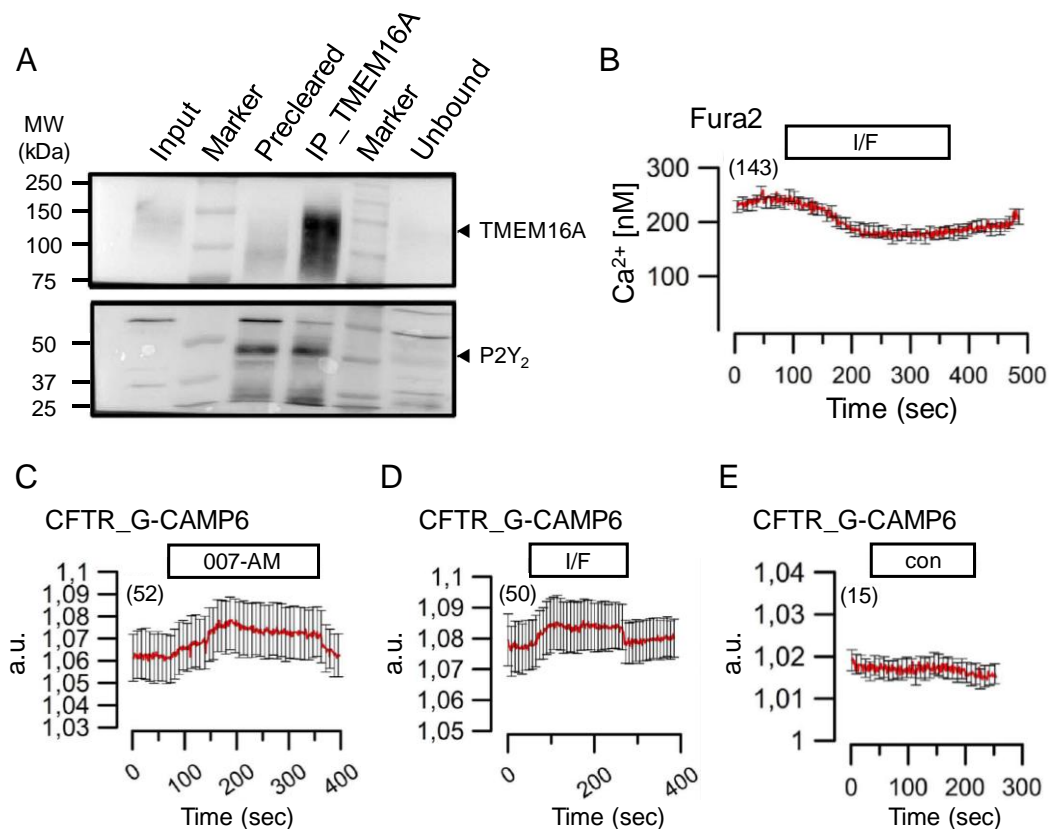 A
MW
(kDa)
Input
Marker
Precleared
IP_TMEM16A
Marker
Unbound
250
150
100
75
TMEM16A
50
37
25
P2Y₂
B
Fura2
I/F
(143)
300
200
100
Ca²⁺ [nM]
0 100 200 300 400 500
Time (sec)
C
CFTR_G-CAMP6
007-AM
(52)
1,1
1,09
1,08
1,07
1,06
1,05
1,04
1,03
a.u.
0 100 200 300 400
Time (sec)
D
CFTR_G-CAMP6
I/F
(50)
1,1
1,09
1,08
1,07
1,06
1,05
a.u.
0 200 400
Time (sec)
E
CFTR_G-CAMP6
con
(15)
1,04
1,03
1,02
1,01
1
a.u.
0 100 200 300
Time (sec)